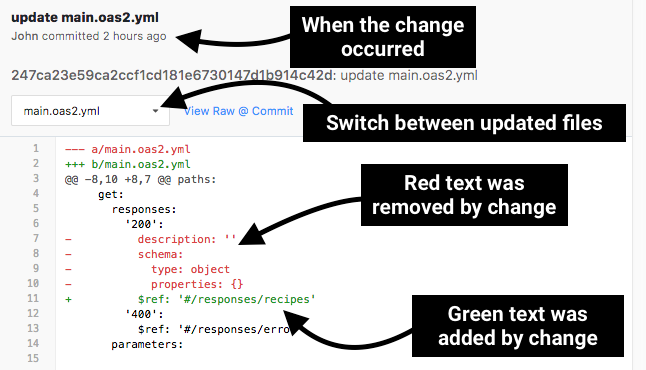 update main.oas2.yml
John committed 2 hours ago
When the change
occurred
247ca23e59ca2ccf1cd181e6730147d1b914c42d: update main.oas2.yml
main.oas2.yml
View Raw @ Commit
Switch between updated files
1 --- a/main.oas2.yml
2 +++ b/main.oas2.yml
3 @@ -8,10 +8,7 @@ paths:
4 get:
5 responses:
6 '200':
7 - description: ''
8 - schema:
9 - type: object
10 - properties: {}
11 + $ref: '#/responses/recipes'
12 '400':
13 $ref: '#/responses/erro
14 parameters:
15
Red text was
removed by change
Green text was
added by change